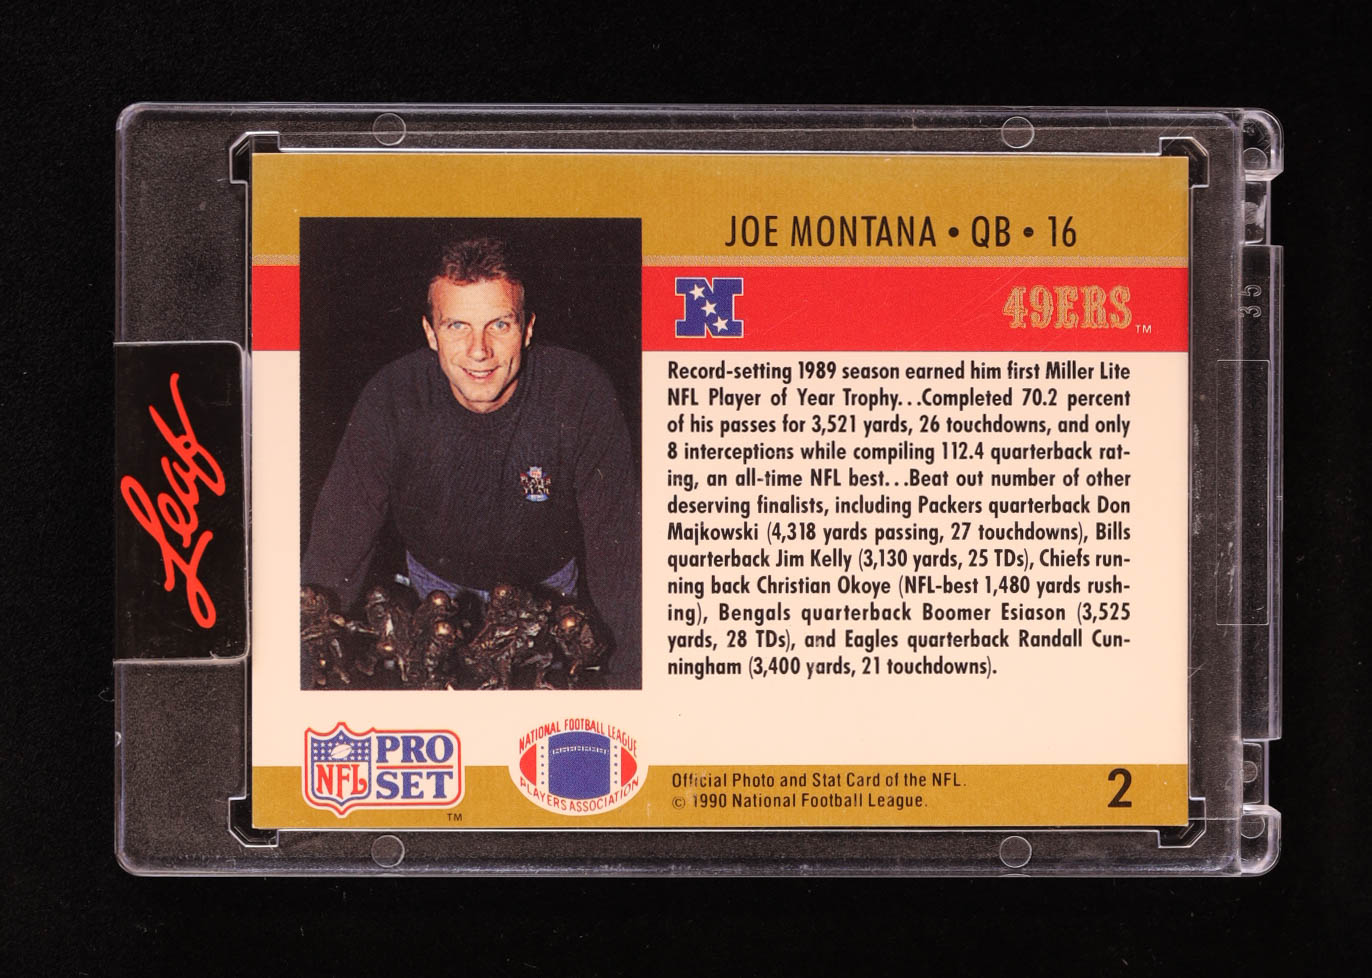 JOE MONTANA • QB • 16
N
49ERS™
Record-setting 1989 season earned him first Miller Lite
NFL Player of Year Trophy...Completed 70.2 percent
of his passes for 3,521 yards, 26 touchdowns, and only
8 interceptions while compiling 112.4 quarterback rat-
ing, an all-time NFL best...Beat out number of other
deserving finalists, including Packers quarterback Don
Majkowski (4,318 yards passing, 27 touchdowns), Bills
quarterback Jim Kelly (3,130 yards, 25 TDs), Chiefs run-
ning back Christian Okoye (NFL-best 1,480 yards rush-
ing), Bengals quarterback Boomer Esiason (3,525
yards, 28 TDs), and Eagles quarterback Randall Cun-
ningham (3,400 yards, 21 touchdowns).
Leaf
35
NFL
PRO
SET
™
NATIONAL FOOTBALL LEAGUE
PLAYERS ASSOCIATION
Official Photo and Stat Card of the NFL.
© 1990 National Football League.
2